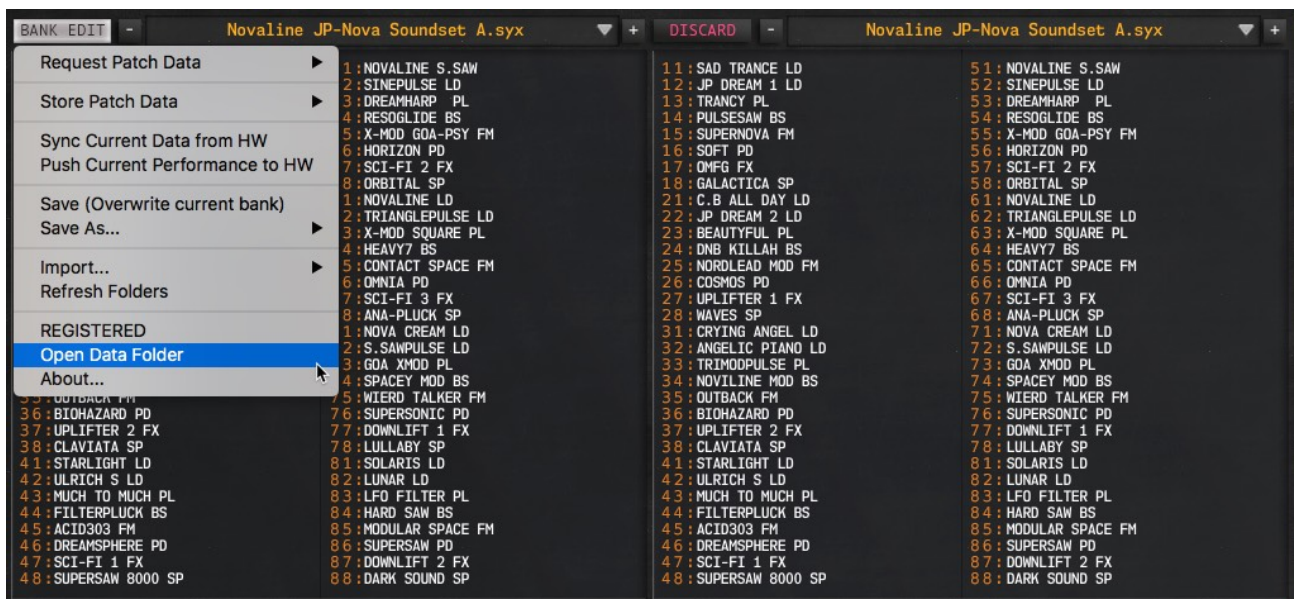 BANK EDIT - Novaline JP-Nova Soundset A.syx + DISCARD - Novaline JP-Nova Soundset A.syx +
Request Patch Data
Store Patch Data
Sync Current Data from HW
Push Current Performance to HW
Save (Overwrite current bank)
Save As...
Import...
Refresh Folders
REGISTERED
Open Data Folder
About...
35:OUTBACK FM
36:BIOHAZARD PD
37:UPLIFTER 2 FX
38:CLAVIATA SP
41:STARLIGHT LD
42:ULRICH S LD
43:MUCH TO MUCH PL
44:FILTERPLUCK BS
45:ACID303 FM
46:DREAMSPHERE PD
47:SCI-FI 1 FX
48:SUPERSAW 8000 SP
1:NOVALINE S.SAW
2:SINEPULSE LD
3:DREAMHARP PL
4:RESOGLIDE BS
5:X-MOD GOA-PSY FM
6:HORIZON PD
7:SCI-FI 2 FX
8:ORBITAL SP
1:NOVALINE LD
2:TRIANGLEPULSE LD
3:X-MOD SQUARE PL
4:HEAVY7 BS
5:CONTACT SPACE FM
6:OMNIA PD
7:SCI-FI 3 FX
8:ANA-PLUCK SP
1:NOVA CREAM LD
2:S.SAWPULSE LD
3:GOA XMOD PL
4:SPACEY MOD BS
75:WIERD TALKER FM
76:SUPERSONIC PD
77:DOWNLIFT 1 FX
78:LULLABY SP
81:SOLARIS LD
82:LUNAR LD
83:LFO FILTER PL
84:HARD SAW BS
85:MODULAR SPACE FM
86:SUPERSAW PD
87:DOWNLIFT 2 FX
88:DARK SOUND SP
11:SAD TRANCE LD
12:JP DREAM 1 LD
13:TRANCY PL
14:PULSESAW BS
15:SUPERNOVA FM
16:SOFT PD
17:OMFG FX
18:GALACTICA SP
21:C.B ALL DAY LD
22:JP DREAM 2 LD
23:BEAUTYFUL PL
24:DNB KILLAH BS
25:NORDLEAD MOD FM
26:COSMOS PD
27:UPLIFTER 1 FX
28:WAVES SP
31:CRYING ANGEL LD
32:ANGELIC PIANO LD
33:TRIMODPULSE PL
34:NOVILINE MOD BS
35:OUTBACK FM
36:BIOHAZARD PD
37:UPLIFTER 2 FX
38:CLAVIATA SP
41:STARLIGHT LD
42:ULRICH S LD
43:MUCH TO MUCH PL
44:FILTERPLUCK BS
45:ACID303 FM
46:DREAMSPHERE PD
47:SCI-FI 1 FX
48:SUPERSAW 8000 SP
51:NOVALINE S.SAW
52:SINEPULSE LD
53:DREAMHARP PL
54:RESOGLIDE BS
55:X-MOD GOA-PSY FM
56:HORIZON PD
57:SCI-FI 2 FX
58:ORBITAL SP
61:NOVALINE LD
62:TRIANGLEPULSE LD
63:X-MOD SQUARE PL
64:HEAVY7 BS
65:CONTACT SPACE FM
66:OMNIA PD
67:SCI-FI 3 FX
68:ANA-PLUCK SP
71:NOVA CREAM LD
72:S.SAWPULSE LD
73:GOA XMOD PL
74:SPACEY MOD BS
75:WIERD TALKER FM
76:SUPERSONIC PD
77:DOWNLIFT 1 FX
78:LULLABY SP
81:SOLARIS LD
82:LUNAR LD
83:LFO FILTER PL
84:HARD SAW BS
85:MODULAR SPACE FM
86:SUPERSAW PD
87:DOWNLIFT 2 FX
88:DARK SOUND SP